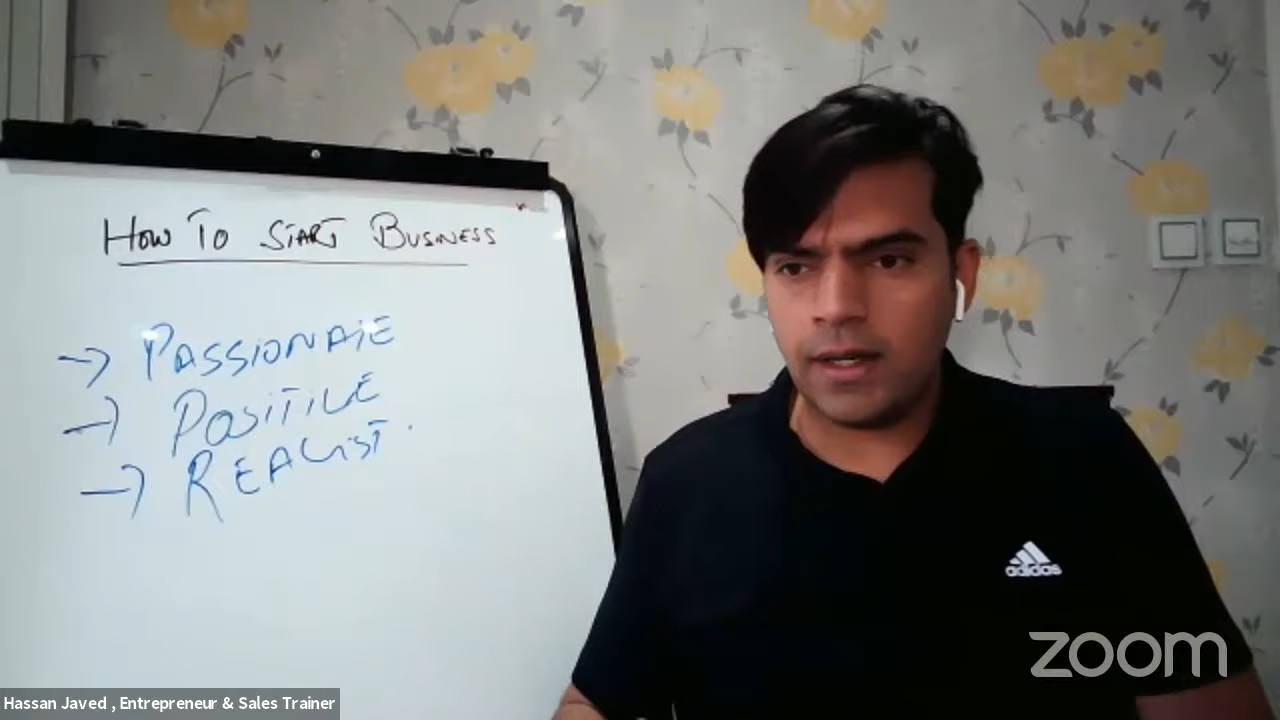 How To Start Business
→ Passionate
→ Positive
→ Realist.
adidas
zoom
Hassan Javed , Entrepreneur & Sales Trainer